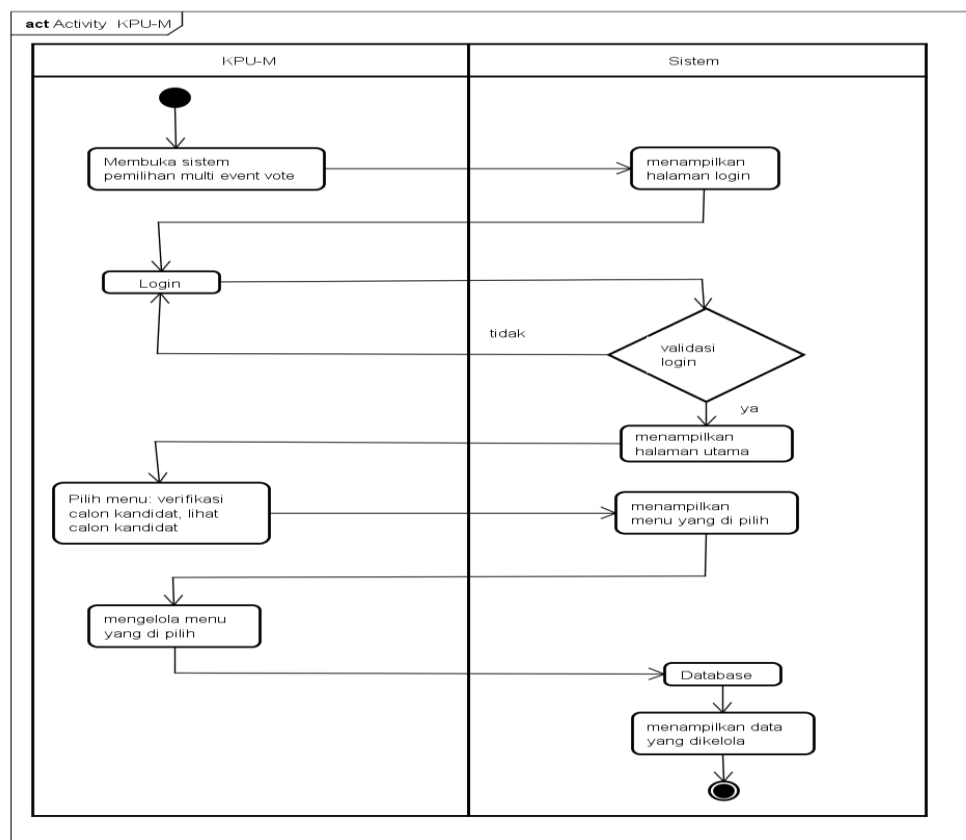 act Activity KPU-M
KPU-M
Sistem
Membuka sistem
pemilihan multi event vote
menampilkan
halaman login
Login
tidak
validasi
login
ya
menampilkan
halaman utama
Pilih menu: verifikasi
calon kandidat, lihat
calon kandidat
menampilkan
menu yang di pilih
mengelola menu
yang di pilih
Database
menampilkan data
yang dikelola